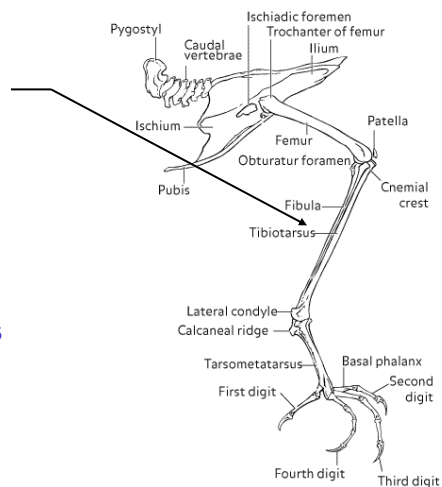 Ischiadic foremen
Trochanter of femur
Pygostyl
Ilium
Caudal
vertebrae
Patella
Ischium
Femur
Obturatur foramen
Pubis
Cnemial
crest
Fibula
Tibiotarsus
Lateral condyle
Calcaneal ridge
Tarsometatarsus
Basal phalanx
Second
digit
First digit
Fourth digit
Third digit